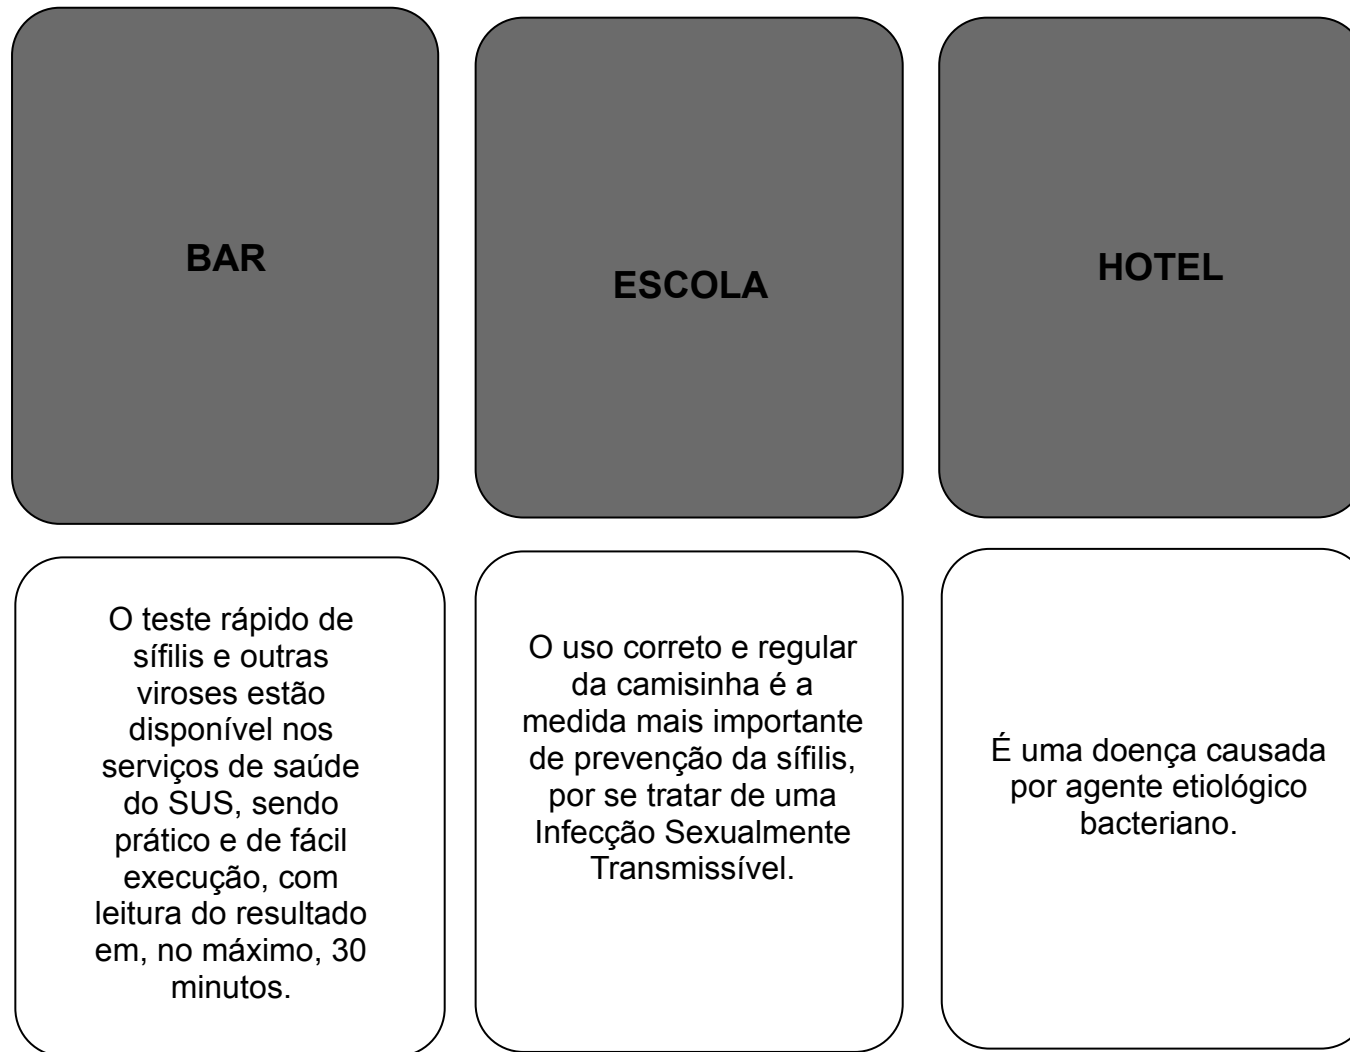 BAR
ESCOLA
HOTEL
O teste rápido de
sífilis e outras
viroses estão
disponível nos
serviços de saúde
do SUS, sendo
prático e de fácil
execução, com
leitura do resultado
em, no máximo, 30
minutos.
O uso correto e regular
da camisinha é a
medida mais importante
de prevenção da sífilis,
por se tratar de uma
Infecção Sexualmente
Transmissível.
É uma doença causada
por agente etiológico
bacteriano.